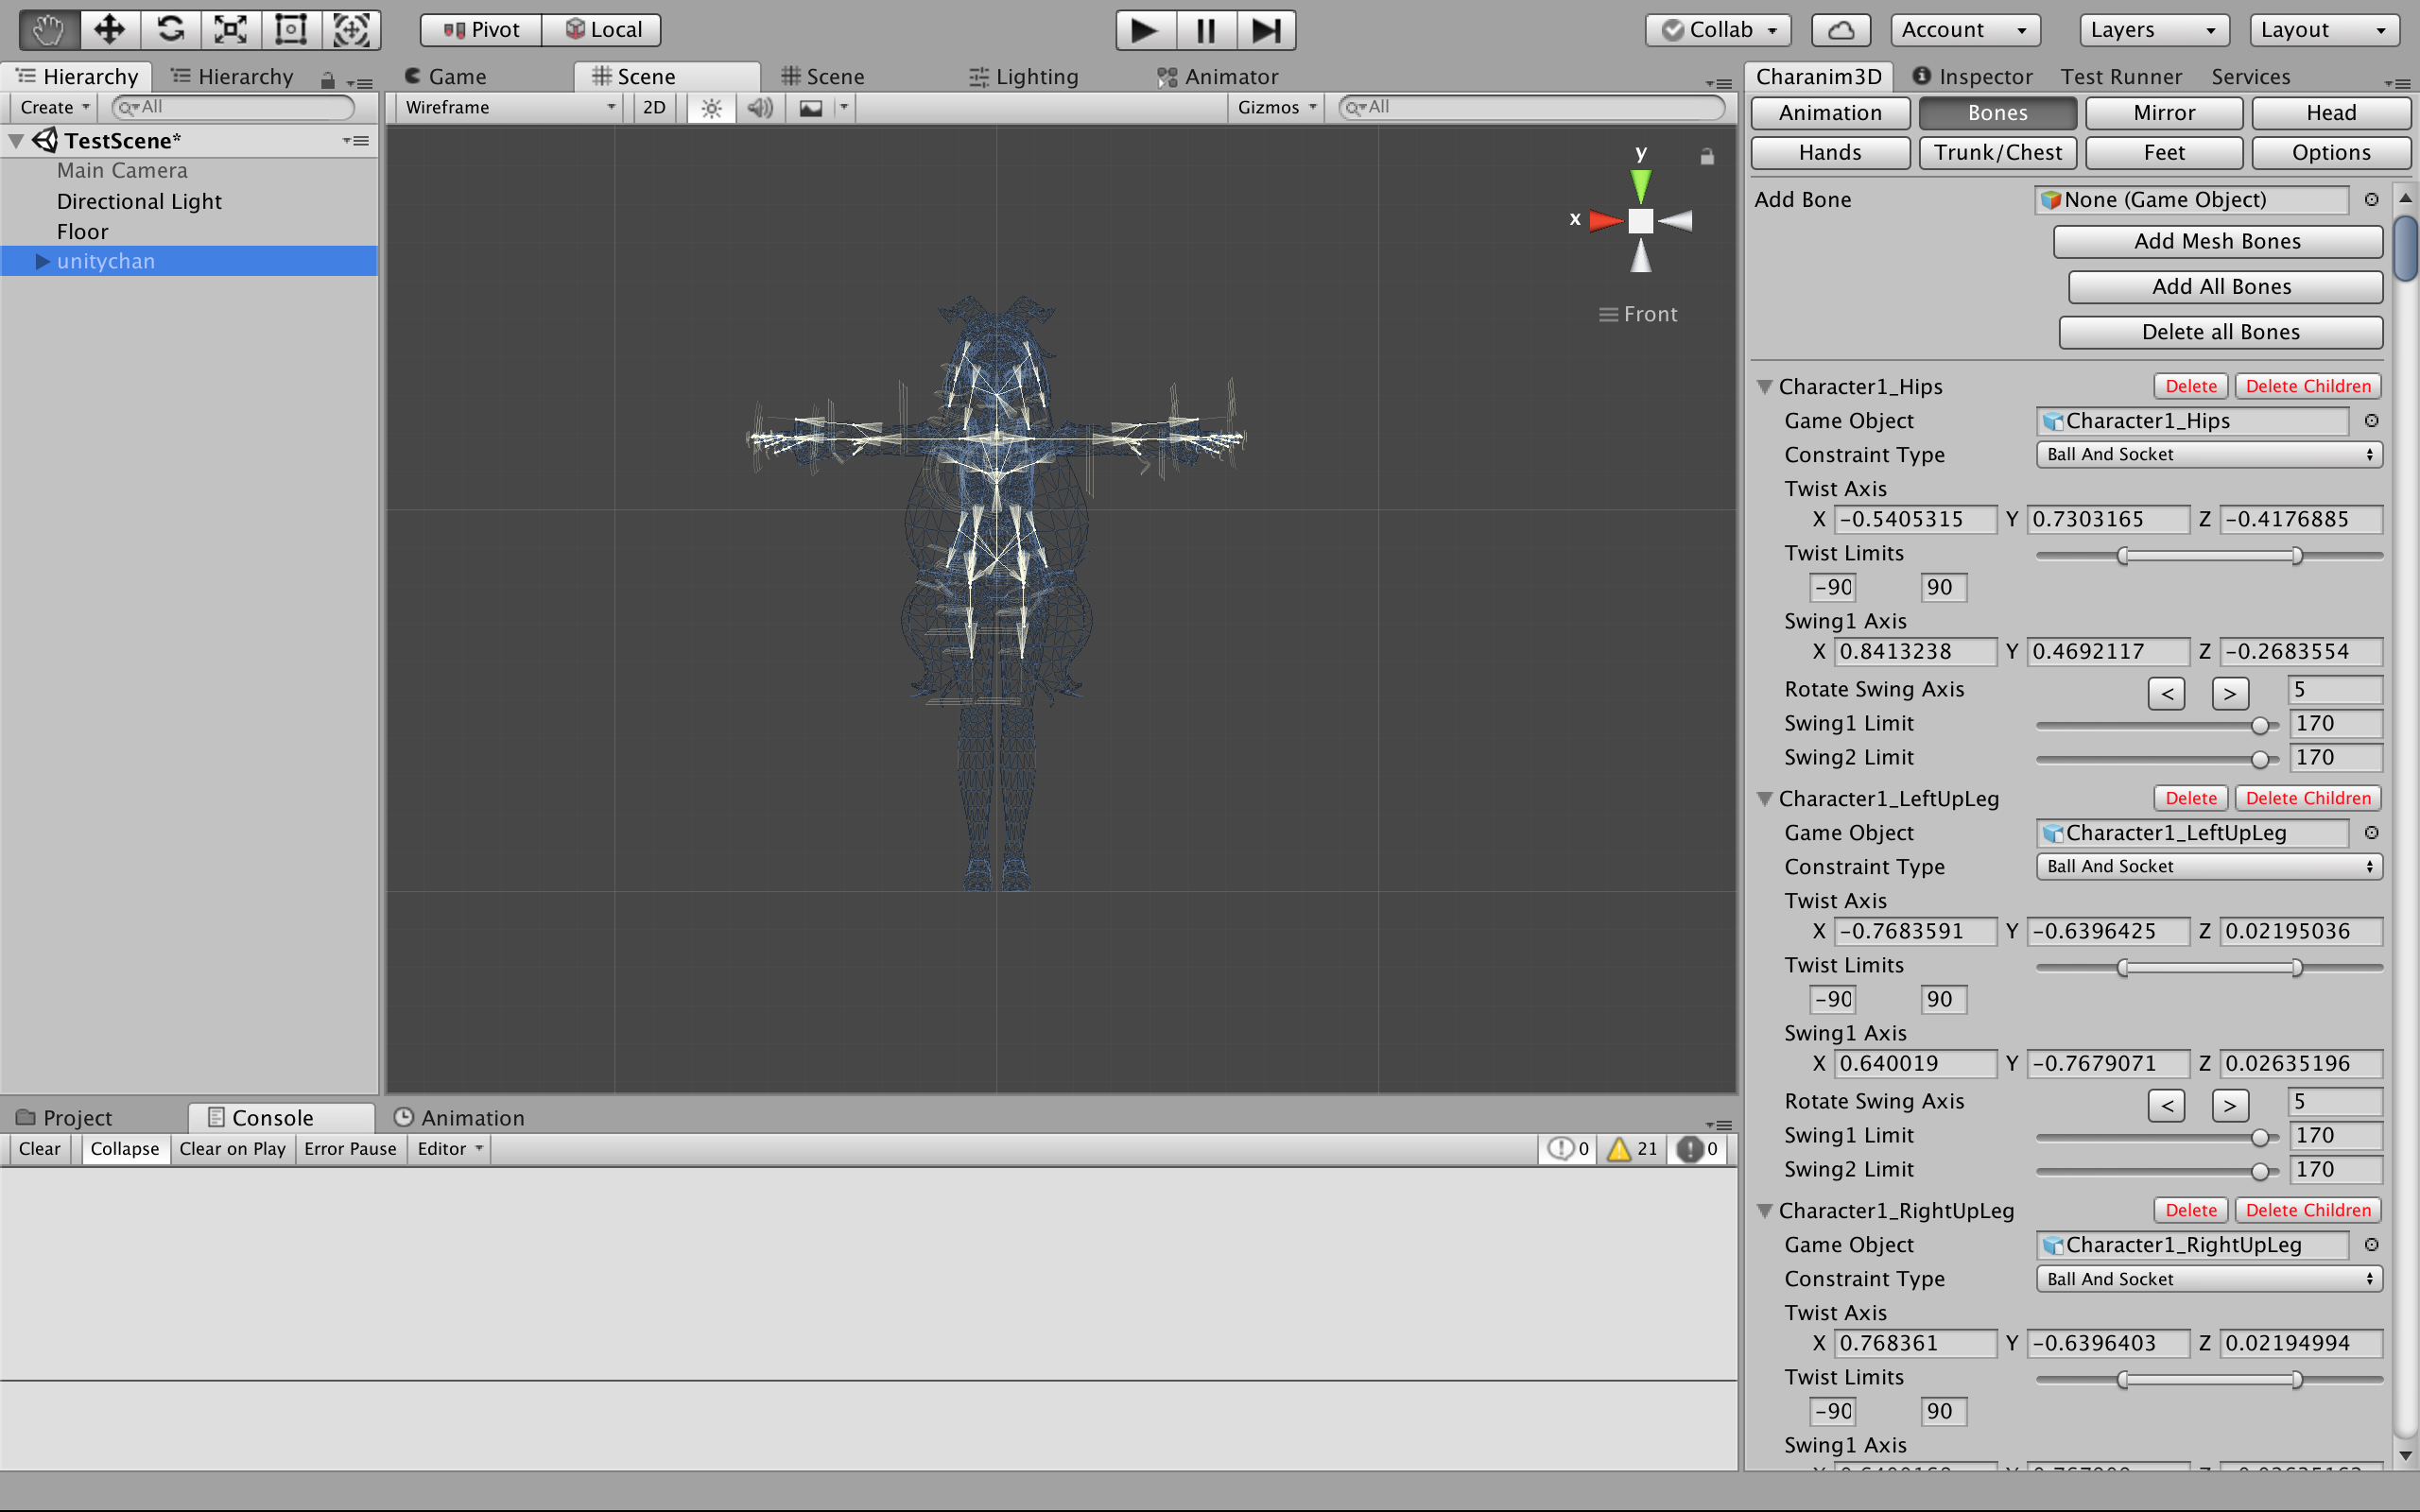 Pivot Local Collab Account Layers Layout
Hierarchy Hierarchy Game Scene Scene Lighting Animator Charanim3D Inspector Test Runner Services
Create All Wireframe 2D Gizmos All
Animation Bones Mirror Head
Hands Trunk/Chest Feet Options
TestScene*
Main Camera
Directional Light
Floor
unitychan
y
x
Front
Add Bone None (Game Object)
Add Mesh Bones
Add All Bones
Delete all Bones
Character1_Hips Delete Delete Children
Game Object Character1_Hips
Constraint Type Ball And Socket
Twist Axis
X -0.5405315 Y 0.7303165 Z -0.4176885
Twist Limits
-90 90
Swing1 Axis
X 0.8413238 Y 0.4692117 Z -0.2683554
Rotate Swing Axis < > 5
Swing1 Limit 170
Swing2 Limit 170
Character1_LeftUpLeg Delete Delete Children
Game Object Character1_LeftUpLeg
Constraint Type Ball And Socket
Twist Axis
X -0.7683591 Y -0.6396425 Z 0.02195036
Twist Limits
-90 90
Swing1 Axis
X 0.640019 Y -0.7679071 Z 0.02635196
Rotate Swing Axis < > 5
Swing1 Limit 170
Swing2 Limit 170
Character1_RightUpLeg Delete Delete Children
Game Object Character1_RightUpLeg
Constraint Type Ball And Socket
Twist Axis
X 0.768361 Y -0.6396403 Z 0.02194994
Twist Limits
-90 90
Swing1 Axis
Project Console Animation
Clear Collapse Clear on Play Error Pause Editor 0 21 0